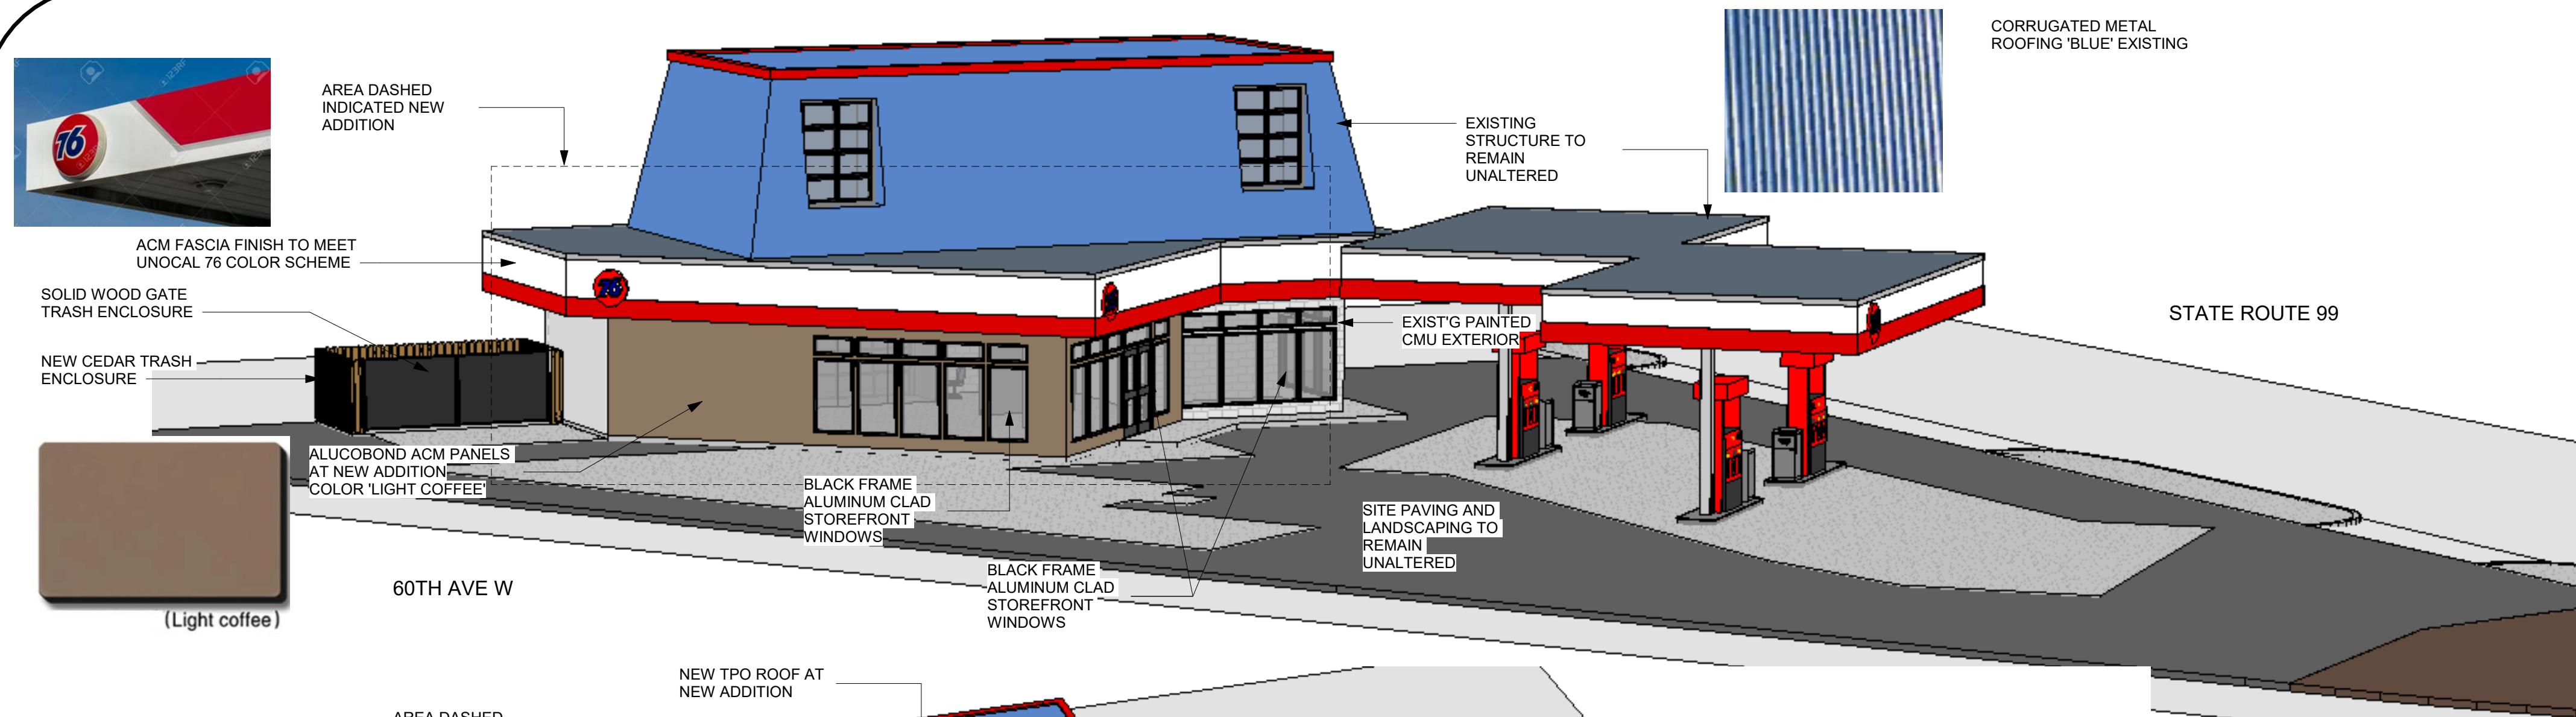 CORRUGATED METAL
ROOFING 'BLUE' EXISTING
AREA DASHED
INDICATED NEW
ADDITION
EXISTING
STRUCTURE TO
REMAIN
UNALTERED
76
123RF
ACM FASCIA FINISH TO MEET
UNOCAL 76 COLOR SCHEME
SOLID WOOD GATE
TRASH ENCLOSURE
76
STATE ROUTE 99
EXIST'G PAINTED
CMU EXTERIOR
NEW CEDAR TRASH
ENCLOSURE
ALUCOBOND ACM PANELS
AT NEW ADDITION
COLOR 'LIGHT COFFEE'
BLACK FRAME
ALUMINUM CLAD
STOREFRONT
WINDOWS
SITE PAVING AND
LANDSCAPING TO
REMAIN
UNALTERED
BLACK FRAME
ALUMINUM CLAD
STOREFRONT
WINDOWS
60TH AVE W
(Light coffee)
NEW TPO ROOF AT
NEW ADDITION
AREA DASHED